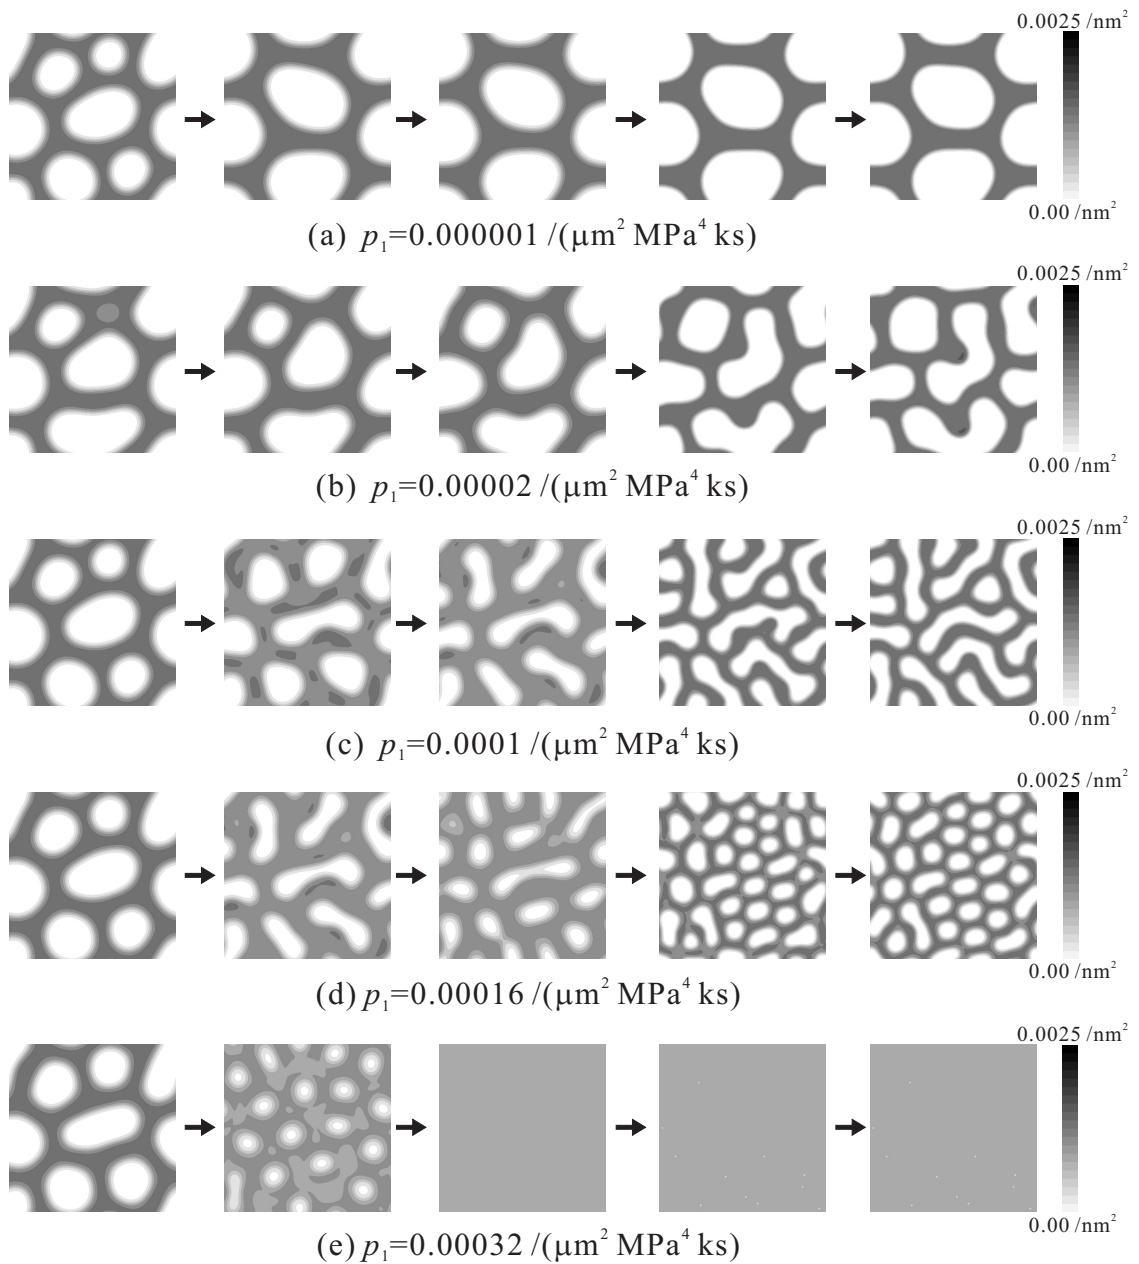 0.0025 /nm²
0.00 /nm²
(a) p₁=0.000001 /(μm² MPa⁴ ks)
0.0025 /nm²
0.00 /nm²
(b) p₁=0.00002 /(μm² MPa⁴ ks)
0.0025 /nm²
0.00 /nm²
(c) p₁=0.0001 /(μm² MPa⁴ ks)
0.0025 /nm²
0.00 /nm²
(d) p₁=0.00016 /(μm² MPa⁴ ks)
0.0025 /nm²
0.00 /nm²
(e) p₁=0.00032 /(μm² MPa⁴ ks)